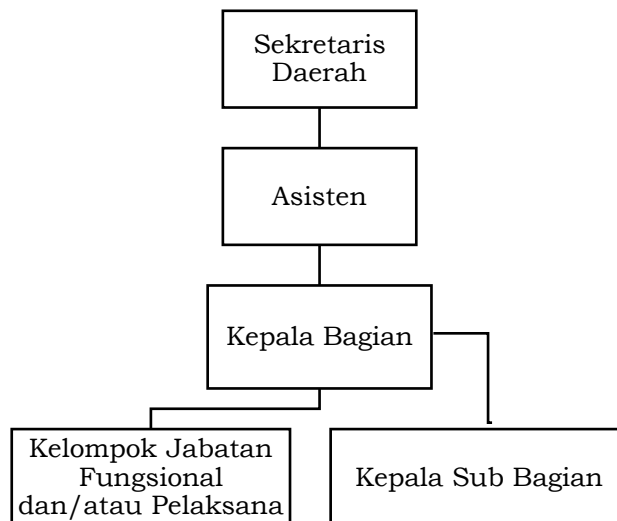 Sekretaris
Daerah
Asisten
Kepala Bagian
Kelompok Jabatan
Fungsional
dan/atau Pelaksana
Kepala Sub Bagian